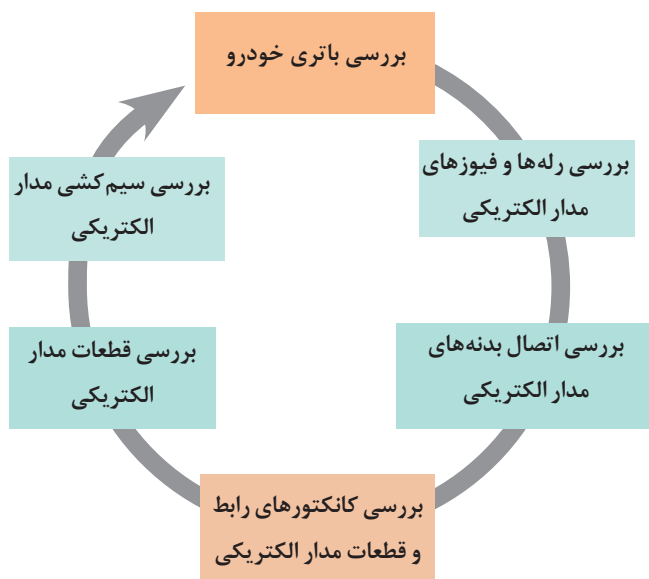 بررسی باتری خودرو
بررسی رله‌ها و فیوزهای
مدار الکتریکی
بررسی اتصال بدنه‌های
مدار الکتریکی
بررسی کانکتورهای رابط
و قطعات مدار الکتریکی
بررسی قطعات مدار
الکتریکی
بررسی سیم‌کشی مدار
الکتریکی